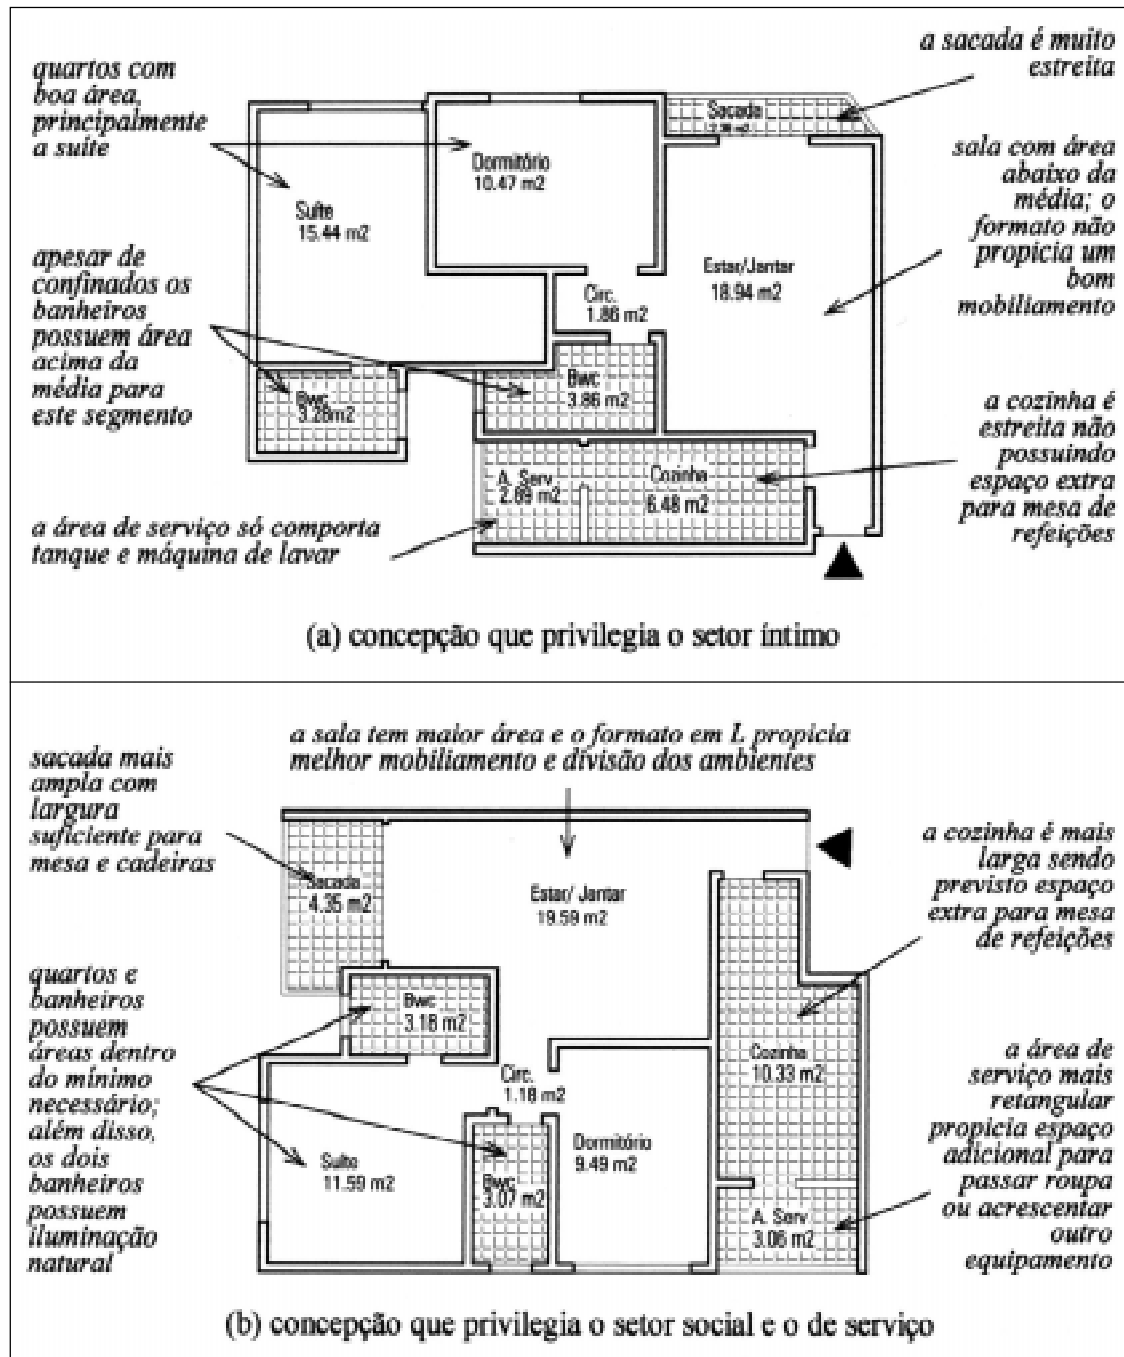 quartos com
boa área,
principalmente
a suíte
a sacada é muito
estreita
Sacada
Dormitório
10.47 m2
Suíte
15.44 m2
sala com área
abaixo da
média; o
formato não
propicia um
bom
mobiliamento
Estar/Jantar
18.94 m2
Circ.
1.86 m2
apesar de
confinados os
banheiros
possuem área
acima da
média para
este segmento
Bwc
3.28m2
Bwc
3.86 m2
a cozinha é
estreita não
possuindo
espaço extra
para mesa de
refeições
A. Serv
2.89 m2
Cozinha
6.48 m2
a área de serviço só comporta
tanque e máquina de lavar
(a) concepção que privilegia o setor íntimo
a sala tem maior área e o formato em L propicia
melhor mobiliamento e divisão dos ambientes
sacada mais
ampla com
largura
suficiente para
mesa e cadeiras
Sacada
4.35 m2
Estar/ Jantar
19.59 m2
a cozinha é mais
larga sendo
previsto espaço
extra para mesa
de refeições
quartos e
banheiros
possuem
áreas dentro
do mínimo
necessário;
além disso,
os dois
banheiros
possuem
iluminação
natural
Bwc
3.18 m2
Circ.
1.18 m2
Cozinha
10.33 m2
Suíte
11.59 m2
Bwc
3.07 m2
Dormitório
9.49 m2
A. Serv
3.06 m2
a área de
serviço mais
retangular
propicia espaço
adicional para
passar roupa
ou acrescentar
outro
equipamento
(b) concepção que privilegia o setor social e o de serviço